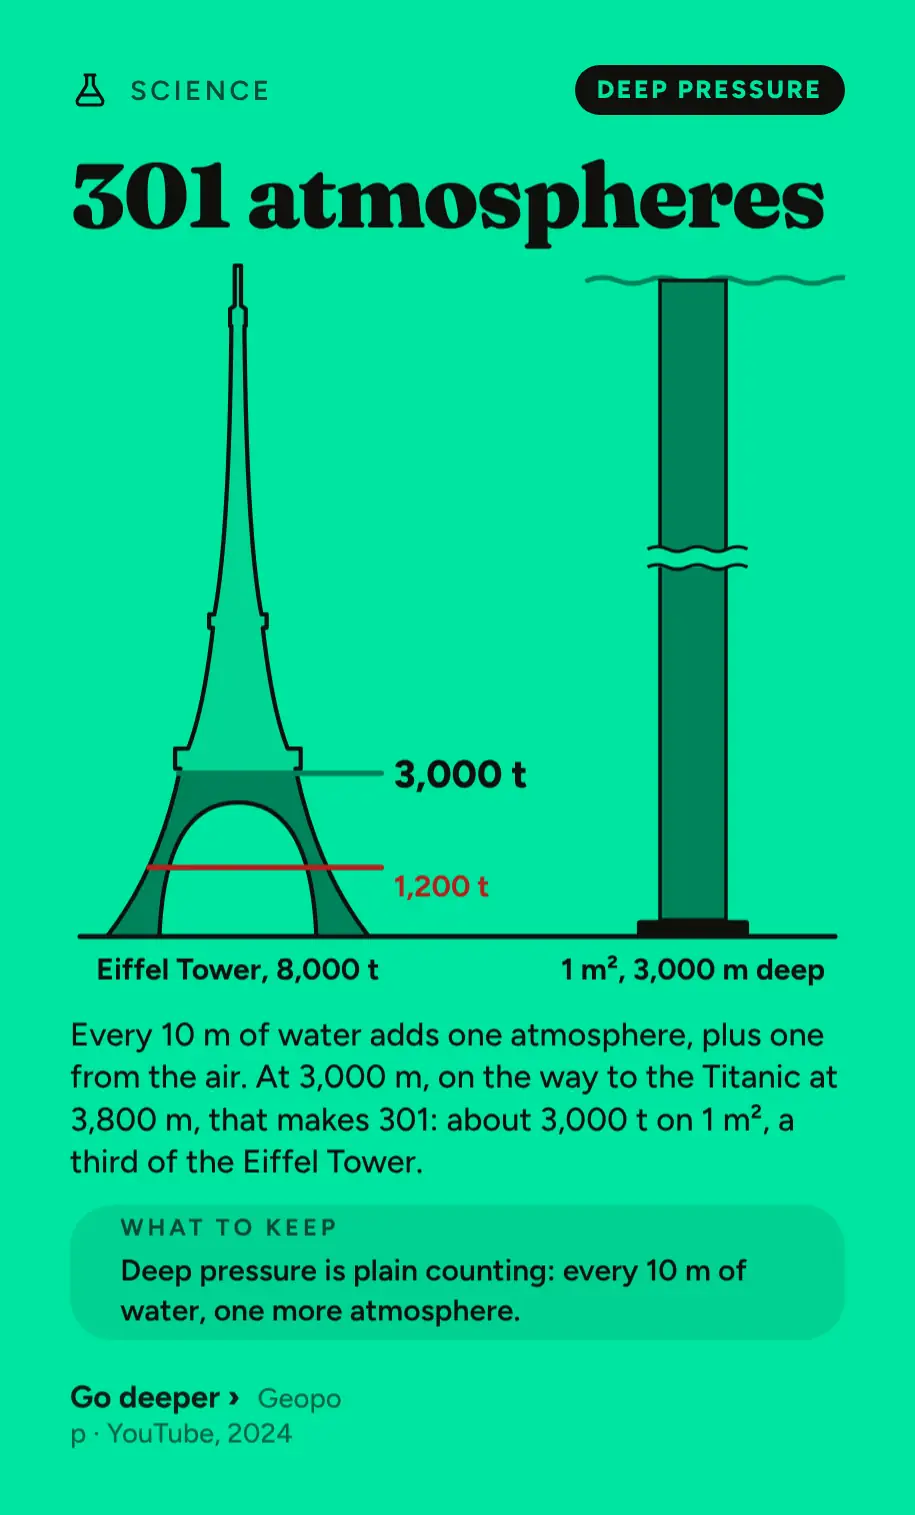 SCIENCE
DEEP PRESSURE
301 atmospheres
3,000 t
1,200 t
Eiffel Tower, 8,000 t
1 m², 3,000 m deep
Every 10 m of water adds one atmosphere, plus one
from the air. At 3,000 m, on the way to the Titanic at
3,800 m, that makes 301: about 3,000 t on 1 m², a
third of the Eiffel Tower.
WHAT TO KEEP
Deep pressure is plain counting: every 10 m of
water, one more atmosphere.
Go deeper › Geopo
p · YouTube, 2024